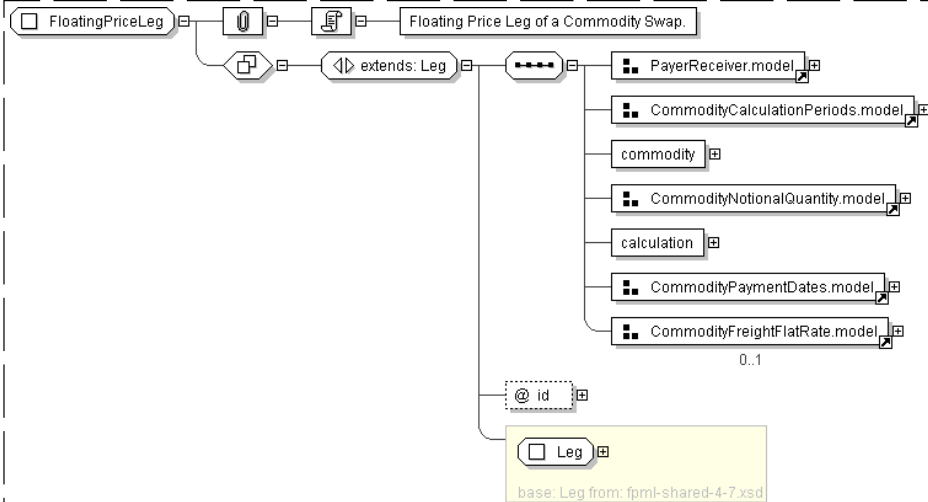 FloatingPriceLeg
Floating Price Leg of a Commodity Swap.
extends: Leg
PayerReceiver.model
CommodityCalculationPeriods.model
commodity
CommodityNotionalQuantity.model
calculation
CommodityPaymentDates.model
CommodityFreightFlatRate.model
0..1
@ id
Leg
base: Leg from: fpml-shared-4-7.xsd